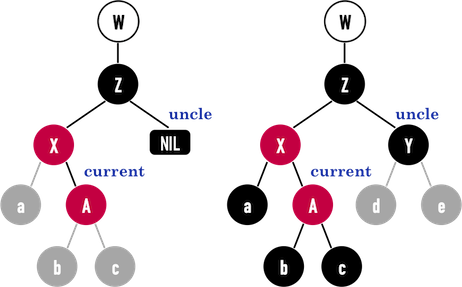 W W
Z Z
uncle uncle
X NIL X Y
current current
a A a A d e
b c b c